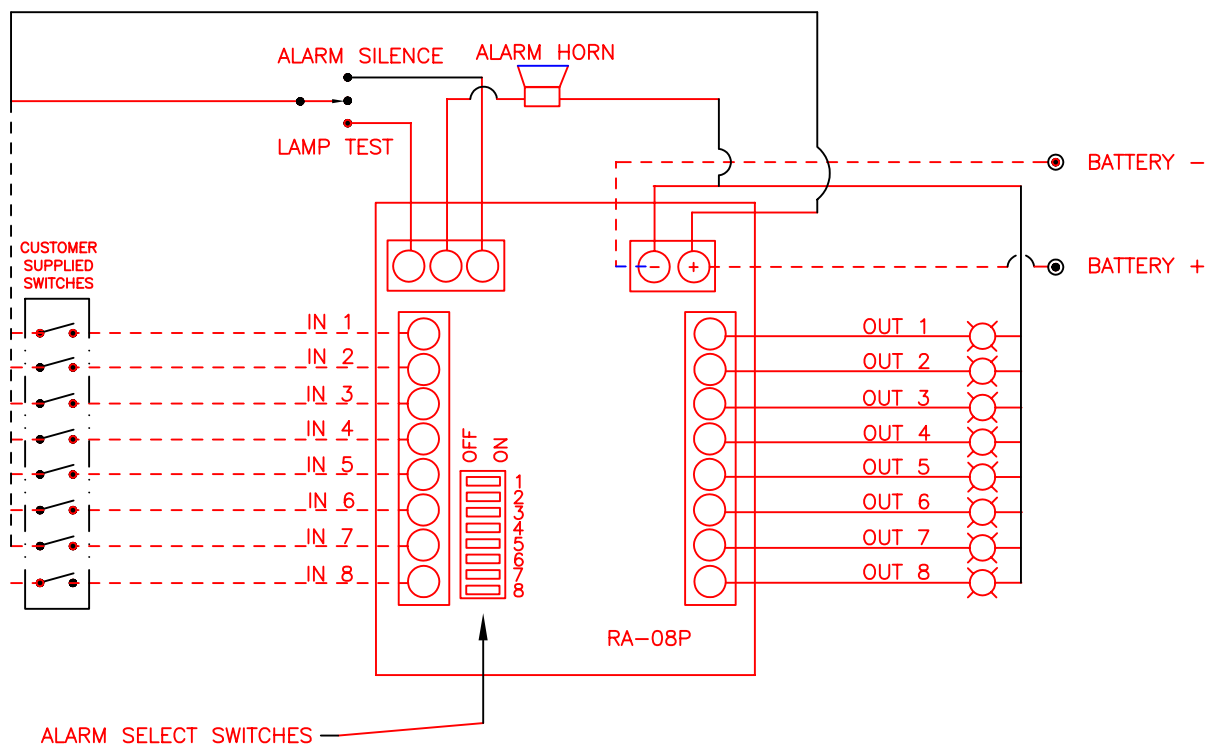 ALARM SILENCE
ALARM HORN
LAMP TEST
BATTERY -
BATTERY +
- +
CUSTOMER
SUPPLIED
SWITCHES
IN 1
IN 2
IN 3
IN 4
IN 5
IN 6
IN 7
IN 8
OFF
ON
1
2
3
4
5
6
7
8
OUT 1
OUT 2
OUT 3
OUT 4
OUT 5
OUT 6
OUT 7
OUT 8
RA-08P
ALARM SELECT SWITCHES